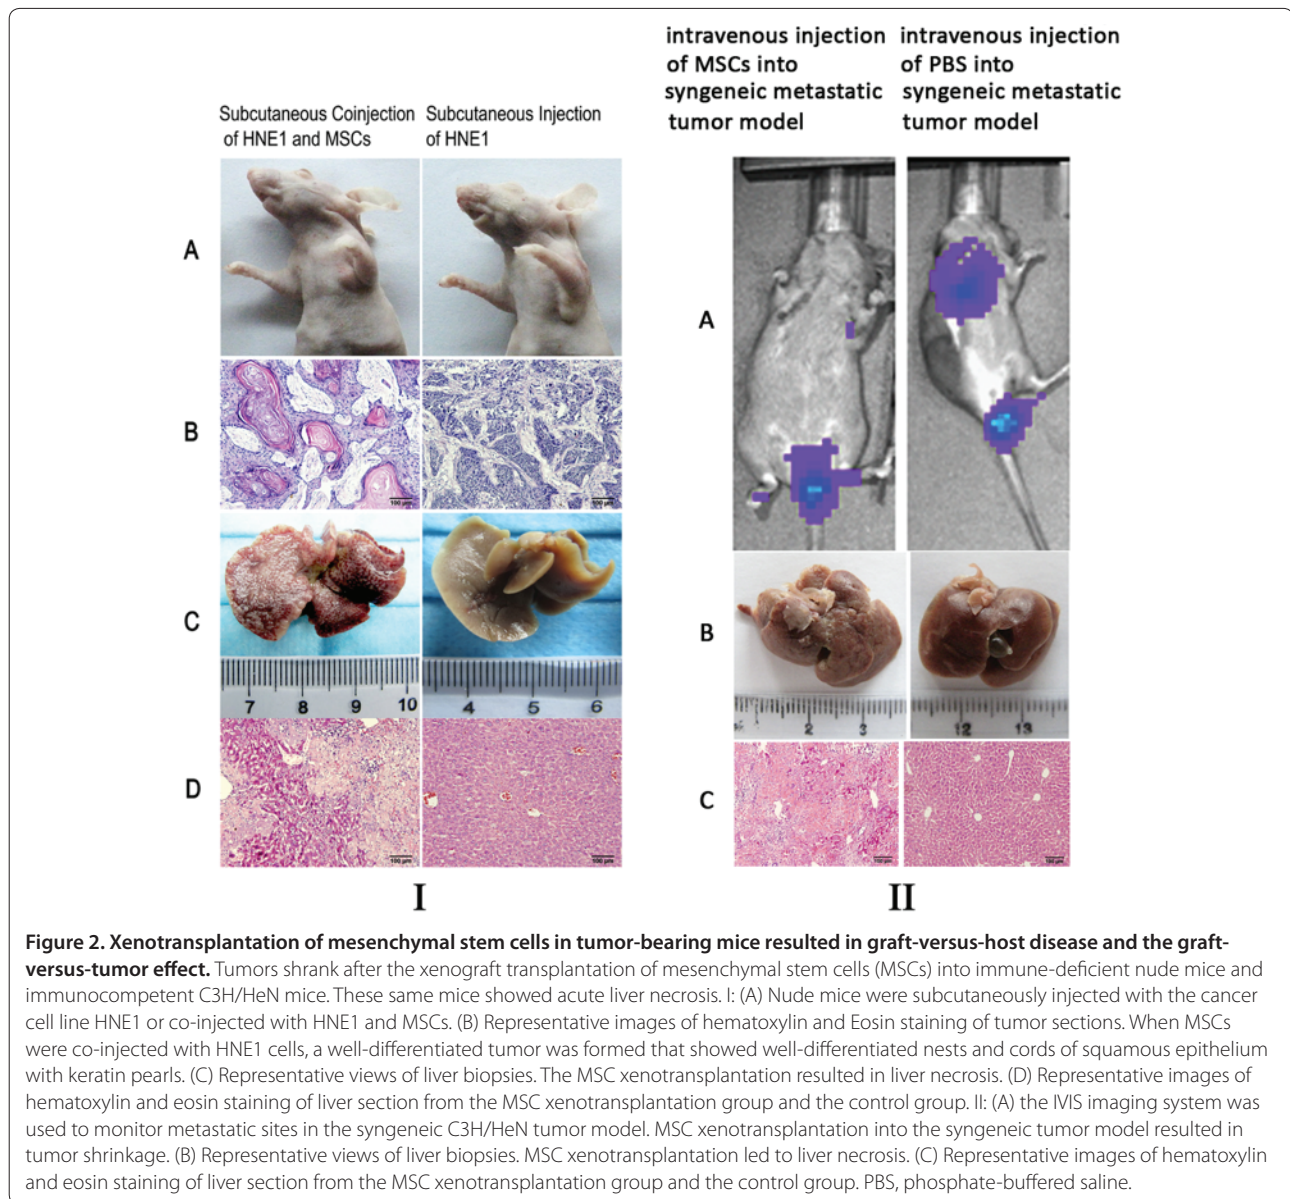 intravenous injection
of MSCs into
syngeneic metastatic
tumor model
intravenous injection
of PBS into
syngeneic metastatic
tumor model
Subcutaneous Coinjection
of HNE1 and MSCs
Subcutaneous Injection
of HNE1
A
B
100 µm
100 µm
C
7 8 9 10
4 5 6
D
100 µm
100 µm
I
A
B
2 3
12 13
C
100 µm
100 µm
II
Figure 2. Xenotransplantation of mesenchymal stem cells in tumor-bearing mice resulted in graft-versus-host disease and the graft-
versus-tumor effect. Tumors shrank after the xenograft transplantation of mesenchymal stem cells (MSCs) into immune-deficient nude mice and
immunocompetent C3H/HeN mice. These same mice showed acute liver necrosis. I: (A) Nude mice were subcutaneously injected with the cancer
cell line HNE1 or co-injected with HNE1 and MSCs. (B) Representative images of hematoxylin and Eosin staining of tumor sections. When MSCs
were co-injected with HNE1 cells, a well-differentiated tumor was formed that showed well-differentiated nests and cords of squamous epithelium
with keratin pearls. (C) Representative views of liver biopsies. The MSC xenotransplantation resulted in liver necrosis. (D) Representative images of
hematoxylin and eosin staining of liver section from the MSC xenotransplantation group and the control group. II: (A) the IVIS imaging system was
used to monitor metastatic sites in the syngeneic C3H/HeN tumor model. MSC xenotransplantation into the syngeneic tumor model resulted in
tumor shrinkage. (B) Representative views of liver biopsies. MSC xenotransplantation led to liver necrosis. (C) Representative images of hematoxylin
and eosin staining of liver section from the MSC xenotransplantation group and the control group. PBS, phosphate-buffered saline.